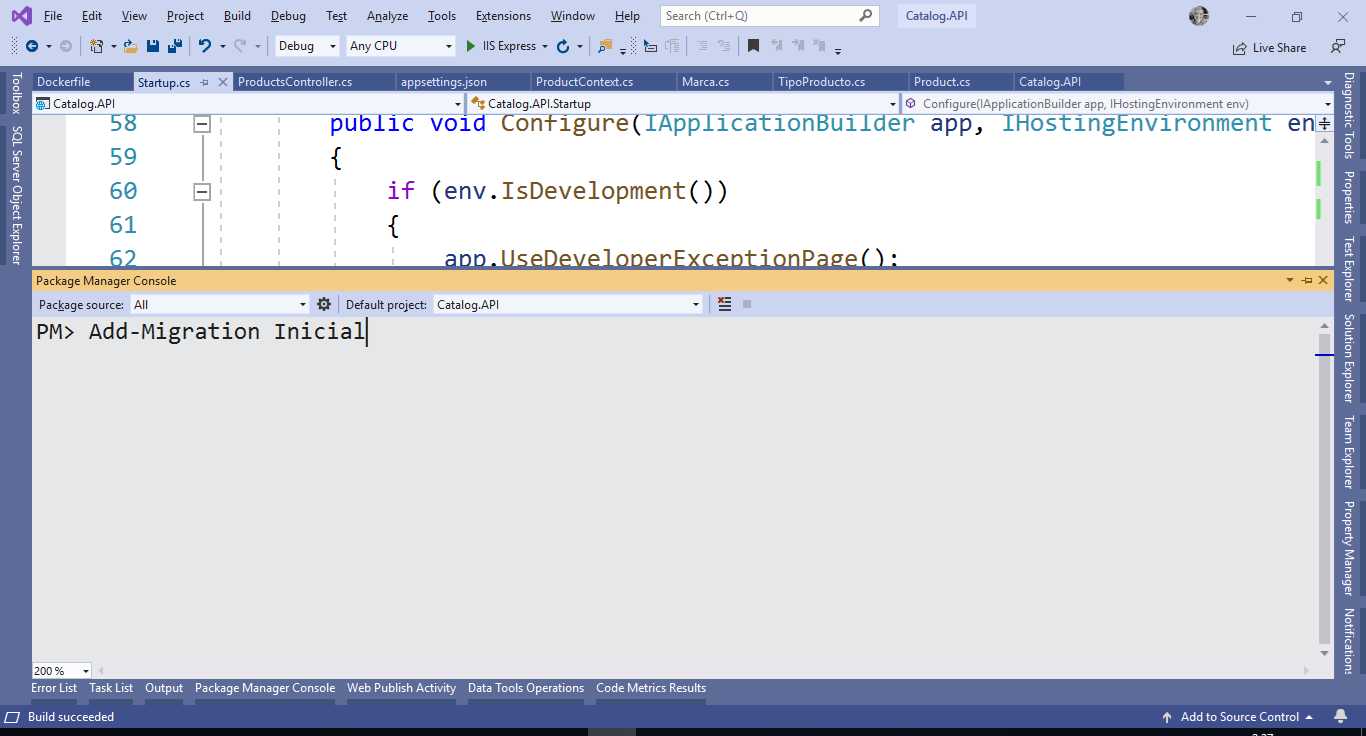 File Edit View Project Build Debug Test Analyze Tools Extensions Window Help Search (Ctrl+Q) Catalog.API
Debug Any CPU IIS Express Live Share
Dockerfile Startup.cs ProductsController.cs appsettings.json ProductContext.cs Marca.cs TipoProducto.cs Product.cs Catalog.API
Catalog.API Catalog.API.Startup Configure(IApplicationBuilder app, IHostingEnvironment env)
58 public void Configure(IApplicationBuilder app, IHostingEnvironment en
59 {
60 if (env.IsDevelopment())
61 {
62 app.UseDeveloperExceptionPage();
Package Manager Console
Package source: All Default project: Catalog.API
PM> Add-Migration Inicial
200 %
Error List Task List Output Package Manager Console Web Publish Activity Data Tools Operations Code Metrics Results
Build succeeded Add to Source Control
Toolbox
SQL Server Object Explorer
Diagnostic Tools
Properties
Test Explorer
Solution Explorer
Team Explorer
Property Manager
Notifications